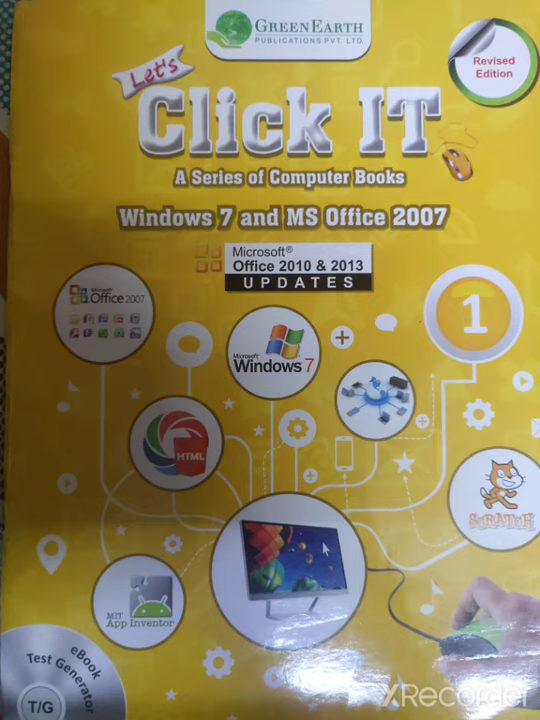 GREENEARTH
PUBLICATIONS PVT. LTD.
Revised
Edition
Let's
Click IT
A Series of Computer Books
Windows 7 and MS Office 2007
Microsoft®
Office 2010 & 2013
UPDATES
Microsoft
Office 2007
1
Microsoft
Windows 7
HTML
SCRATCH
MIT
App Inventor
eBook
Test Generator
T/G
XRecorder